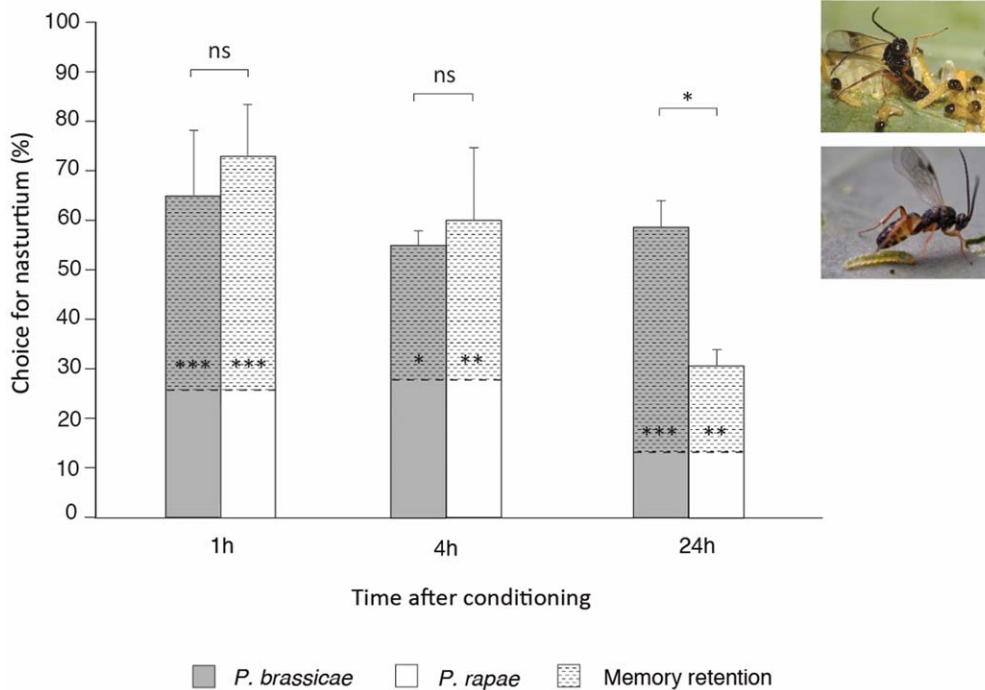 100
90
80
70
60
50
40
30
20
10
0
Choice for nasturtium (%)
ns
ns
*
*** ***
* **
*** **
1h 4h 24h
Time after conditioning
P. brassicae P. rapae Memory retention